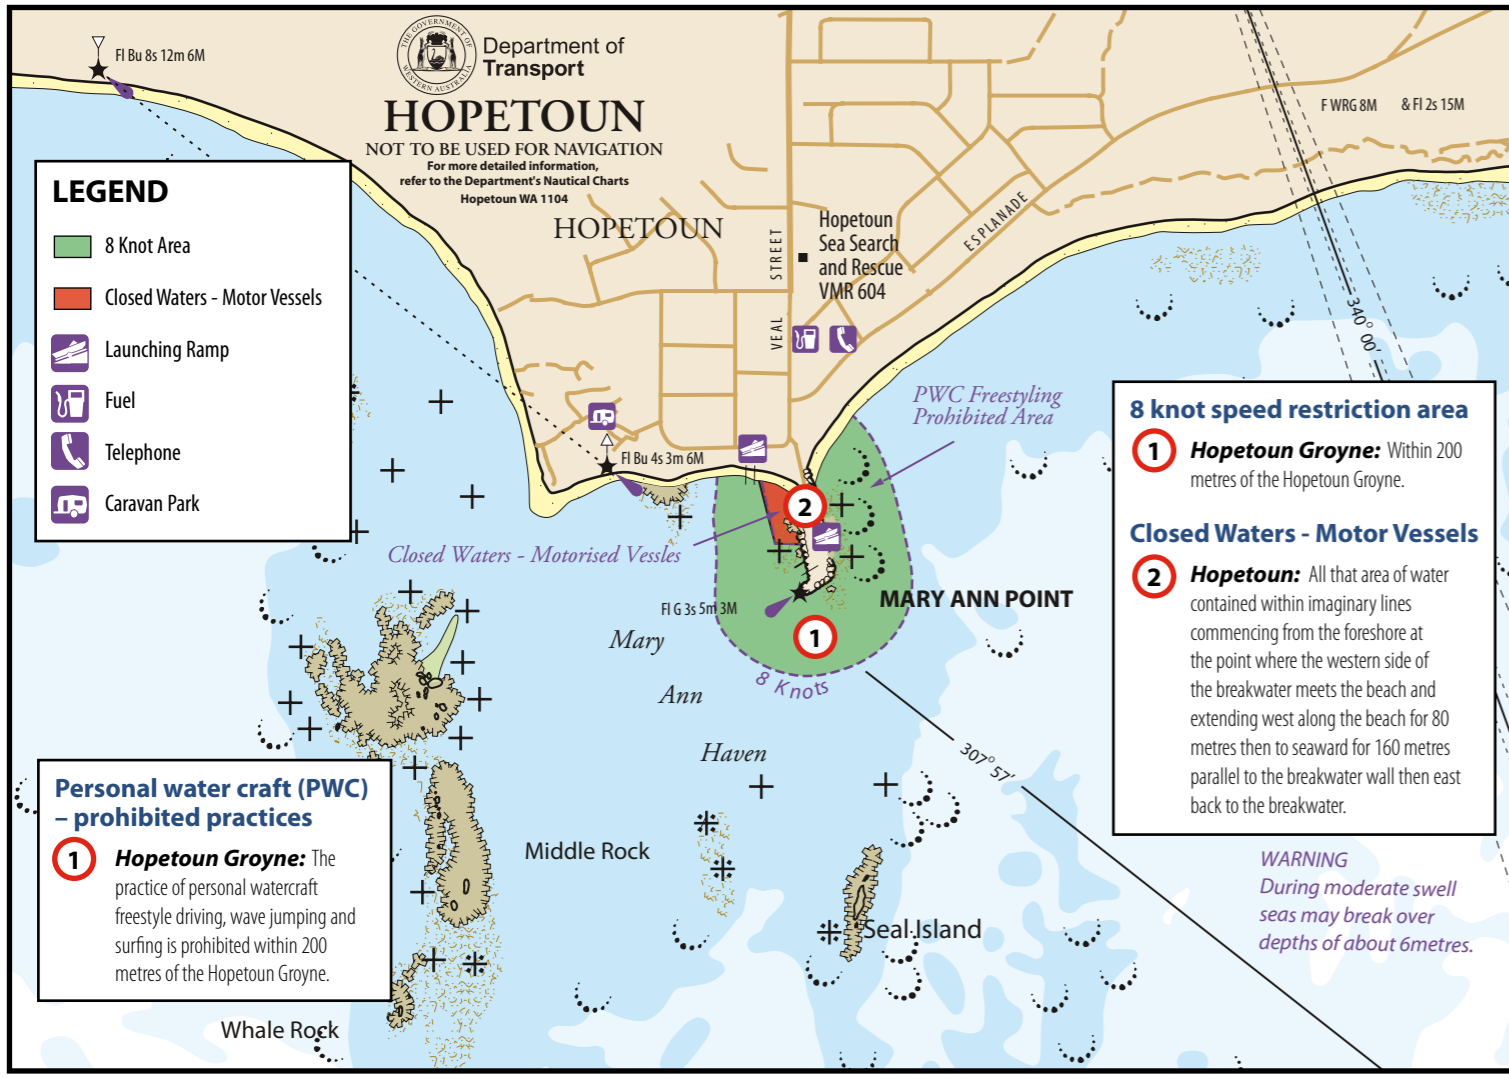 Fl Bu 8s 12m 6M
THE GOVERNMENT OF
WESTERN AUSTRALIA
Department of
Transport
HOPETOUN
NOT TO BE USED FOR NAVIGATION
For more detailed information,
refer to the Department's Nautical Charts
Hopetoun WA 1104
F WRG 8M & Fl 2s 15M
LEGEND
8 Knot Area
Closed Waters - Motor Vessels
Launching Ramp
Fuel
Telephone
Caravan Park
HOPETOUN
VEAL STREET
Hopetoun
Sea Search
and Rescue
VMR 604
ESPLANADE
340° 00'
PWC Freestyling
Prohibited Area
Fl Bu 4s 3m 6M
2
Closed Waters - Motorised Vessles
Fl G 3s 5m 3M
MARY ANN POINT
1
8 Knots
Mary
Ann
Haven
307° 57'
8 knot speed restriction area
1
Hopetoun Groyne: Within 200
metres of the Hopetoun Groyne.
Closed Waters - Motor Vessels
2
Hopetoun: All that area of water
contained within imaginary lines
commencing from the foreshore at
the point where the western side of
the breakwater meets the beach and
extending west along the beach for 80
metres then to seaward for 160 metres
parallel to the breakwater wall then east
back to the breakwater.
Personal water craft (PWC)
– prohibited practices
1
Hopetoun Groyne: The
practice of personal watercraft
freestyle driving, wave jumping and
surfing is prohibited within 200
metres of the Hopetoun Groyne.
Middle Rock
Seal Island
Whale Rock
WARNING
During moderate swell
seas may break over
depths of about 6metres.